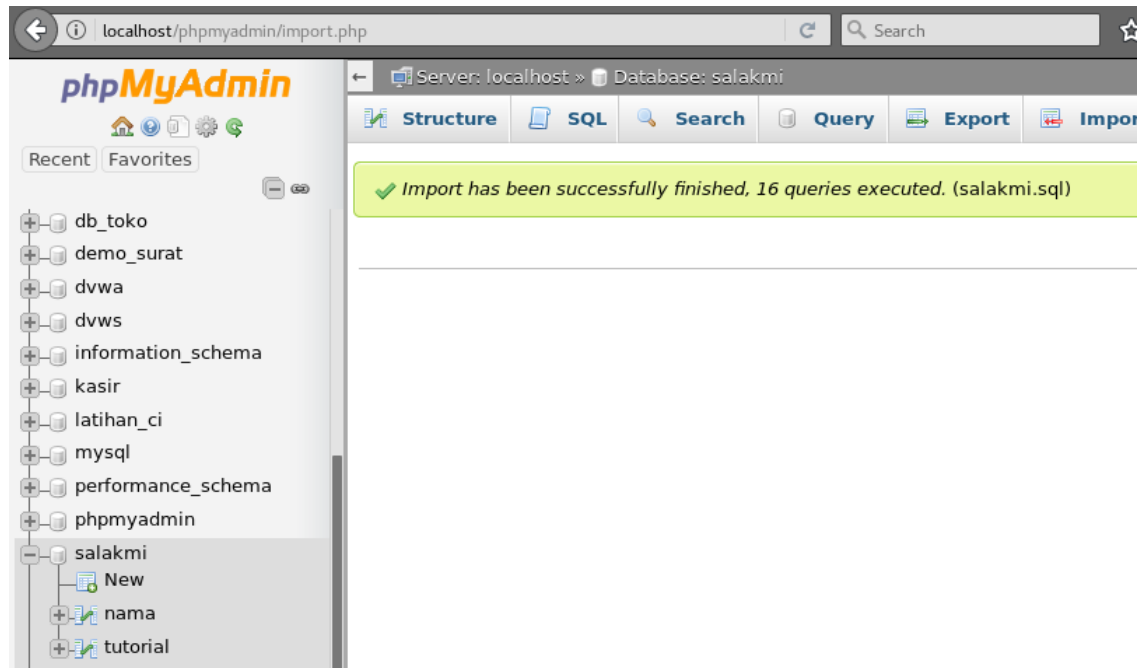 localhost/phpmyadmin/import.php
Search
phpMyAdmin
Recent Favorites
db_toko
demo_surat
dvwa
dvws
information_schema
kasir
latihan_ci
mysql
performance_schema
phpmyadmin
salakmi
New
nama
tutorial
Server: localhost » Database: salakmi
Structure SQL Search Query Export Impor
Import has been successfully finished, 16 queries executed. (salakmi.sql)